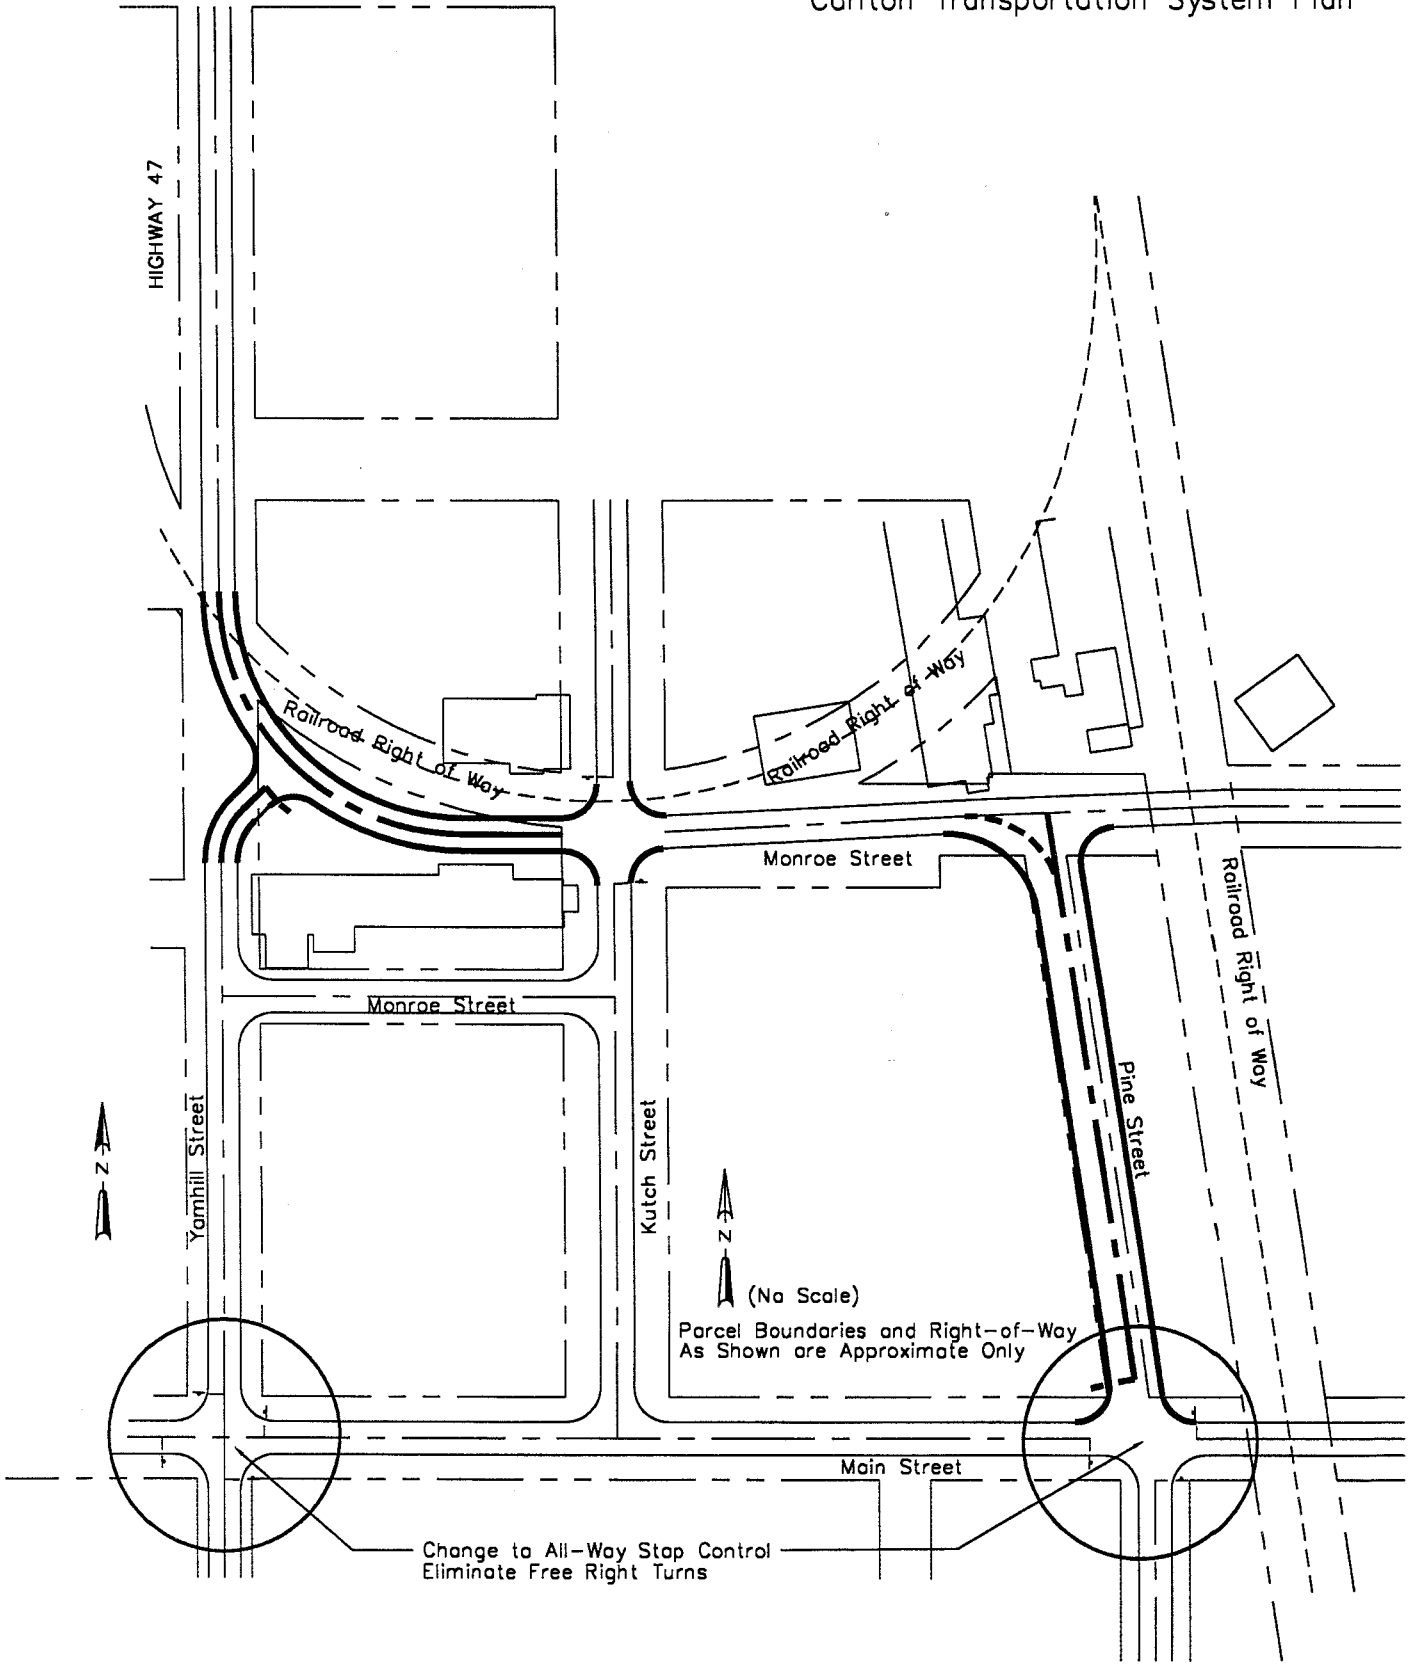 Carlton Transportation System Plan
HIGHWAY 47
Railroad Right of Way
Railroad Right of Way
Monroe Street
Railroad Right of Way
Monroe Street
Pine Street
Yamhill Street
Kutch Street
N
N
(No Scale)
Parcel Boundaries and Right-of-Way
As Shown are Approximate Only
Main Street
Change to All-Way Stop Control
Eliminate Free Right Turns